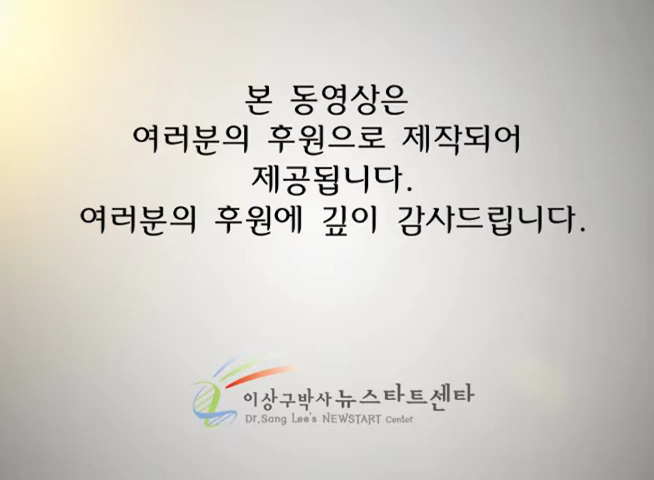 본 동영상은
여러분의 후원으로 제작되어
제공됩니다.
여러분의 후원에 깊이 감사드립니다.
이상구박사뉴스타트센타
Dr.Sang Lee's NEWSTART Center